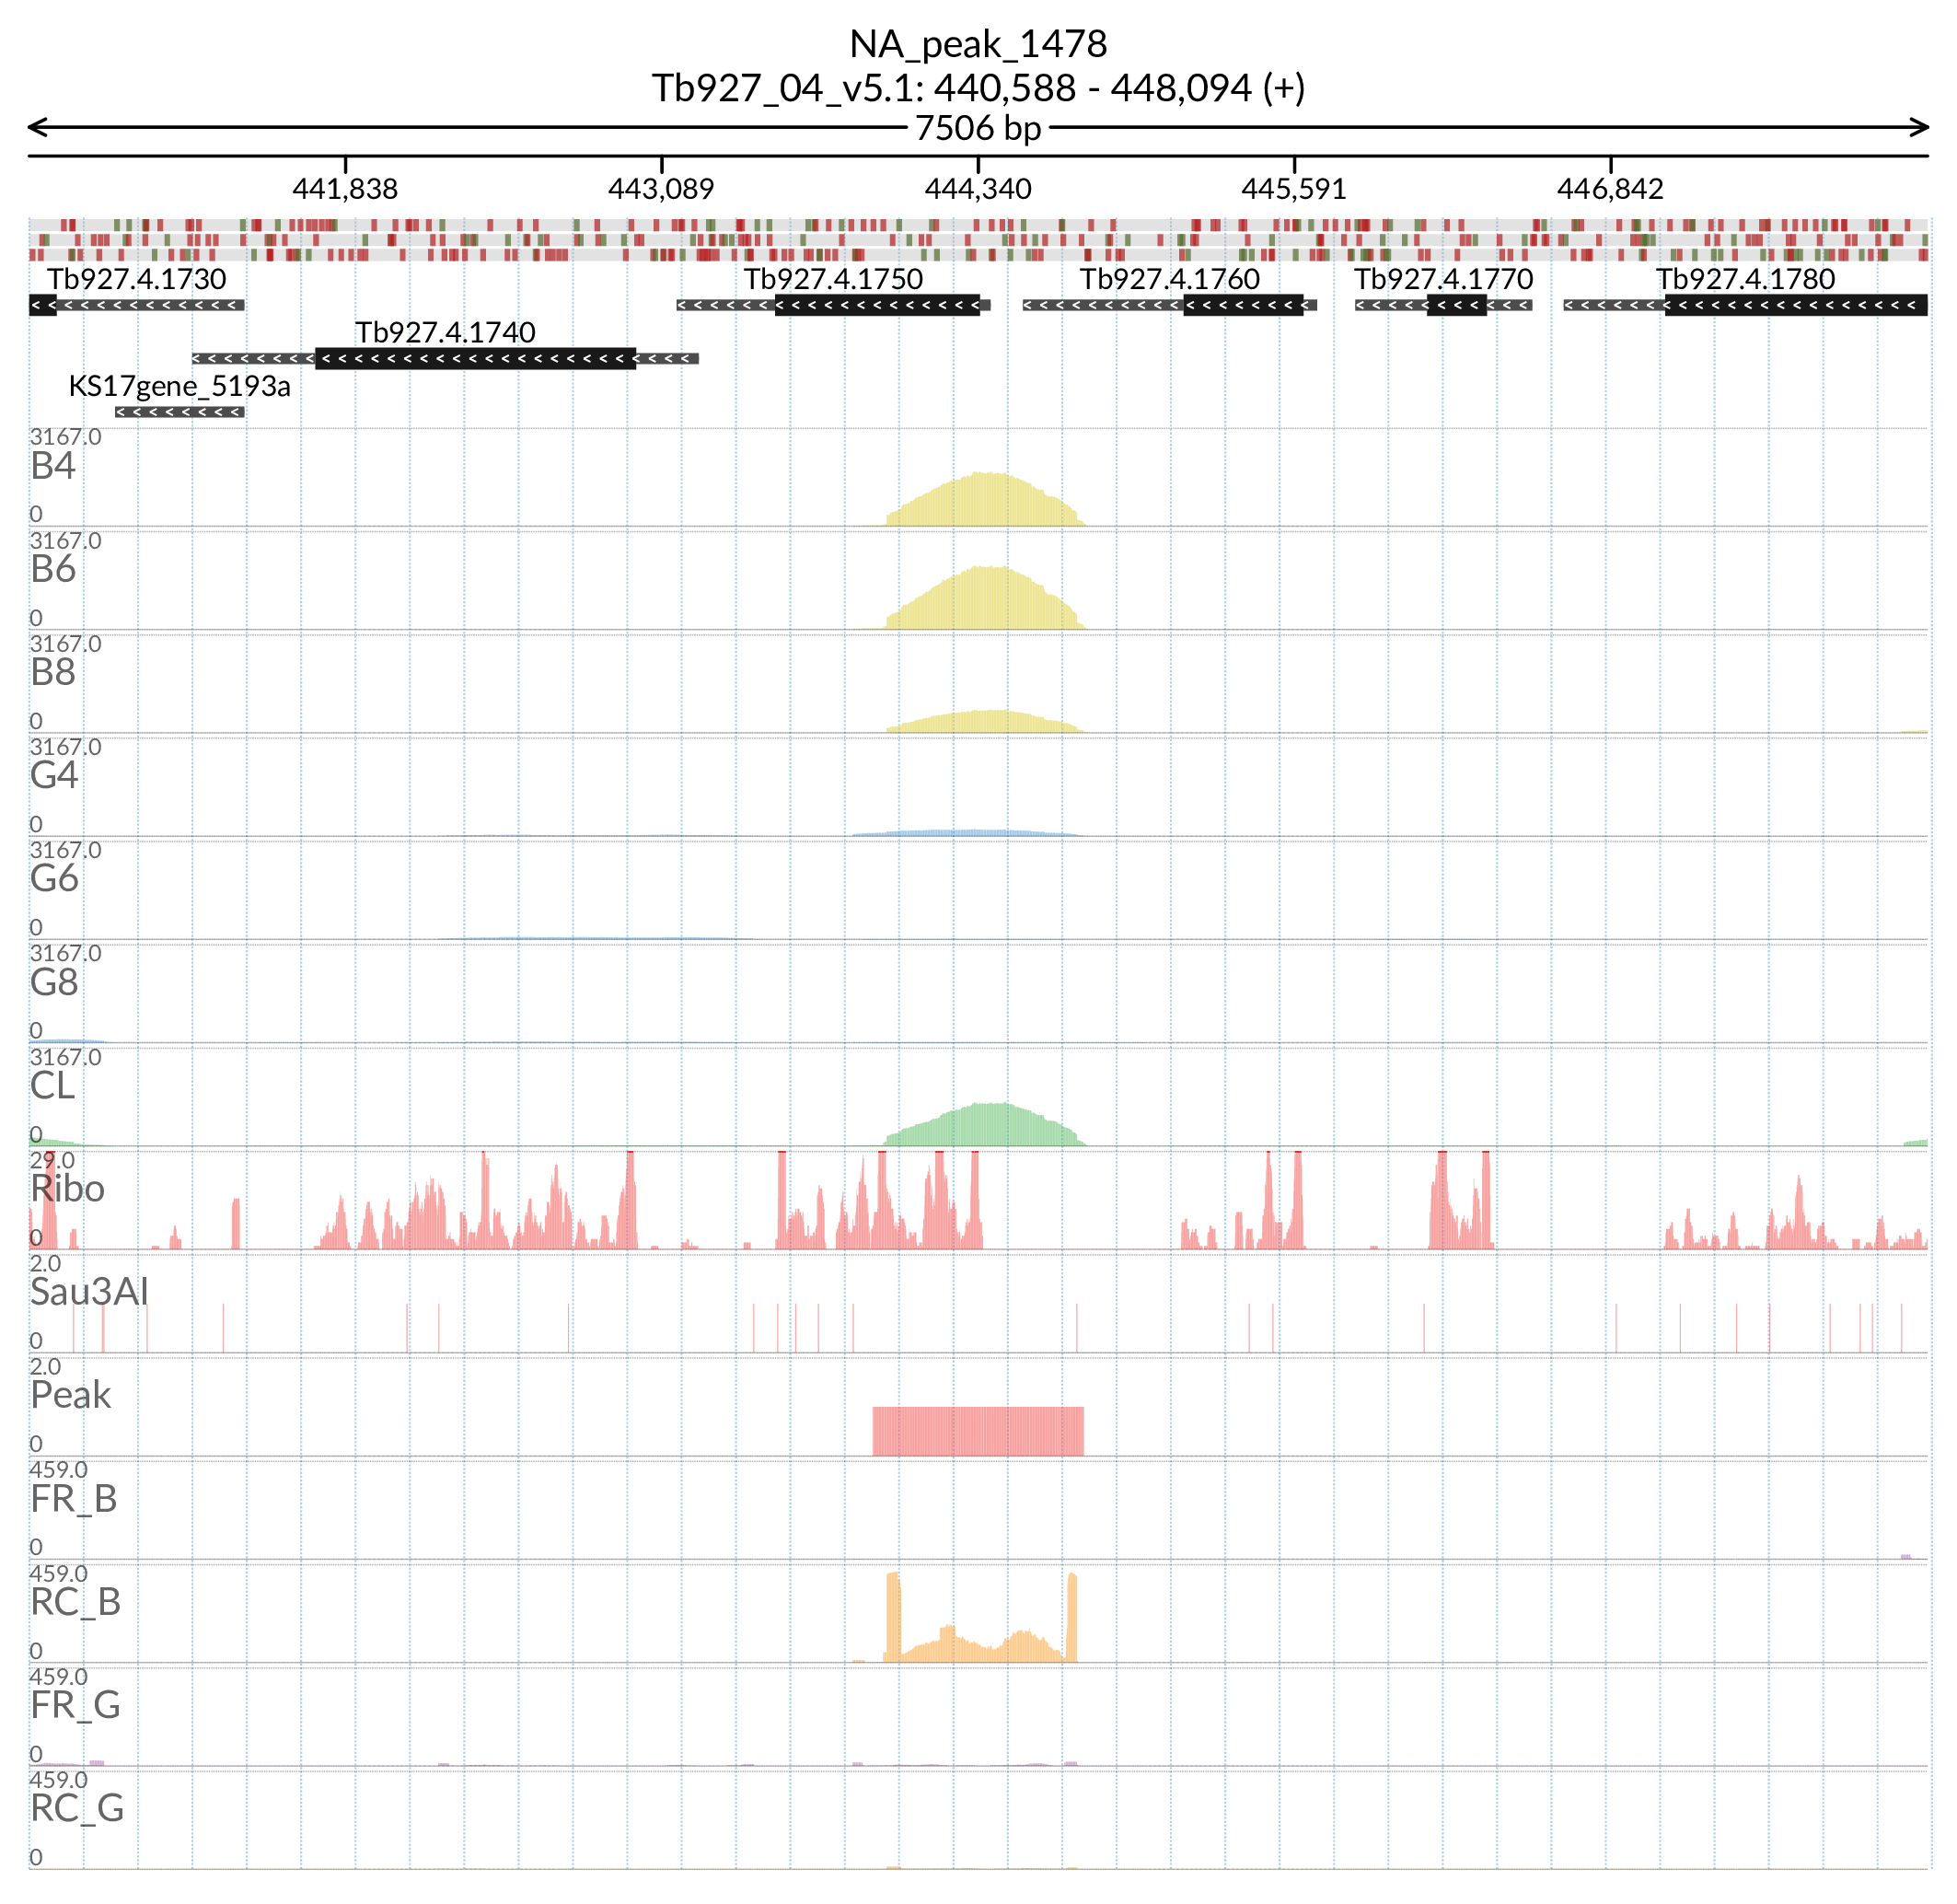 NA_peak_1478
Tb927_04_v5.1: 440,588 - 448,094 (+)
7506 bp
441,838 443,089 444,340 445,591 446,842
Tb927.4.1730 Tb927.4.1750 Tb927.4.1760 Tb927.4.1770 Tb927.4.1780
Tb927.4.1740
KS17gene_5193a
3167.0
B4
0
3167.0
B6
0
3167.0
B8
0
3167.0
G4
0
3167.0
G6
0
3167.0
G8
0
3167.0
CL
0
29.0
Ribo
0
2.0
Sau3AI
0
2.0
Peak
0
459.0
FR_B
0
459.0
RC_B
0
459.0
FR_G
0
459.0
RC_G
0